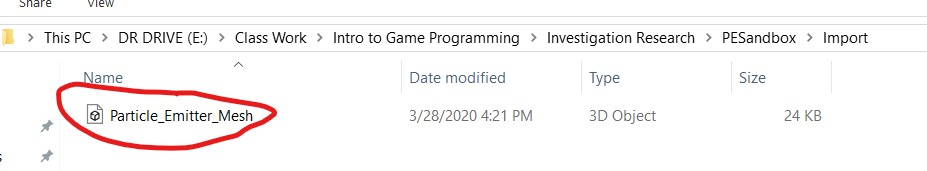 Share View
This PC > DR DRIVE (E:) > Class Work > Intro to Game Programming > Investigation Research > PESandbox > Import
Name Date modified Type Size
Particle_Emitter_Mesh 3/28/2020 4:21 PM 3D Object 24 KB